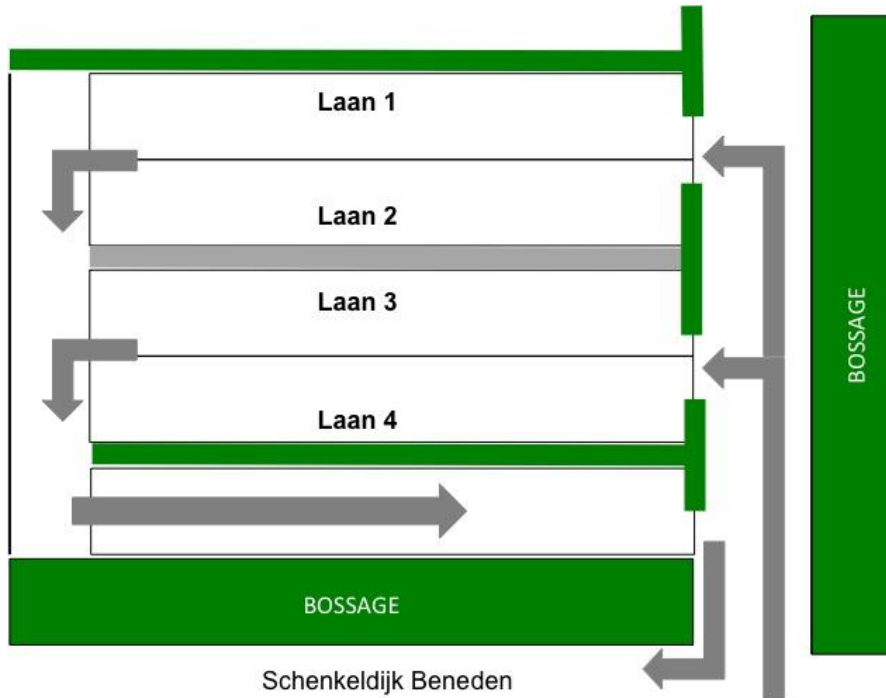 Laan 1
Laan 2
Laan 3
BOSSAGE
Laan 4
BOSSAGE
Schenkeldijk Beneden